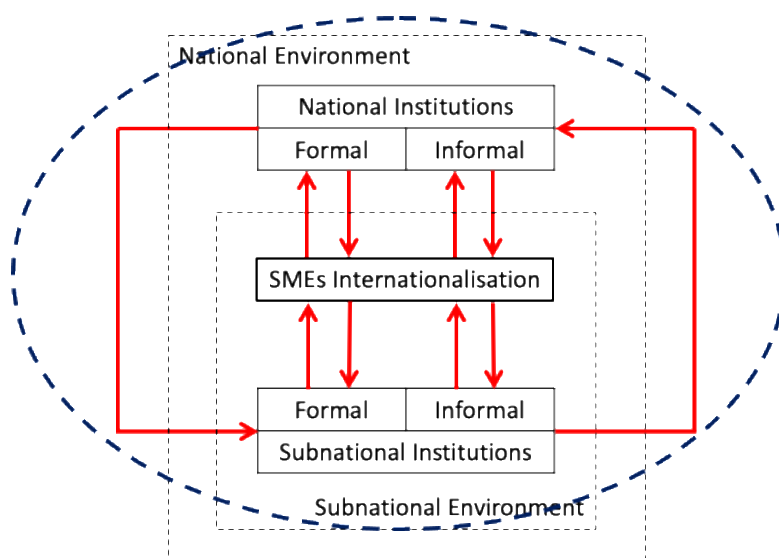 National Environment
National Institutions
Formal Informal
SMEs Internationalisation
Formal Informal
Subnational Institutions
Subnational Environment